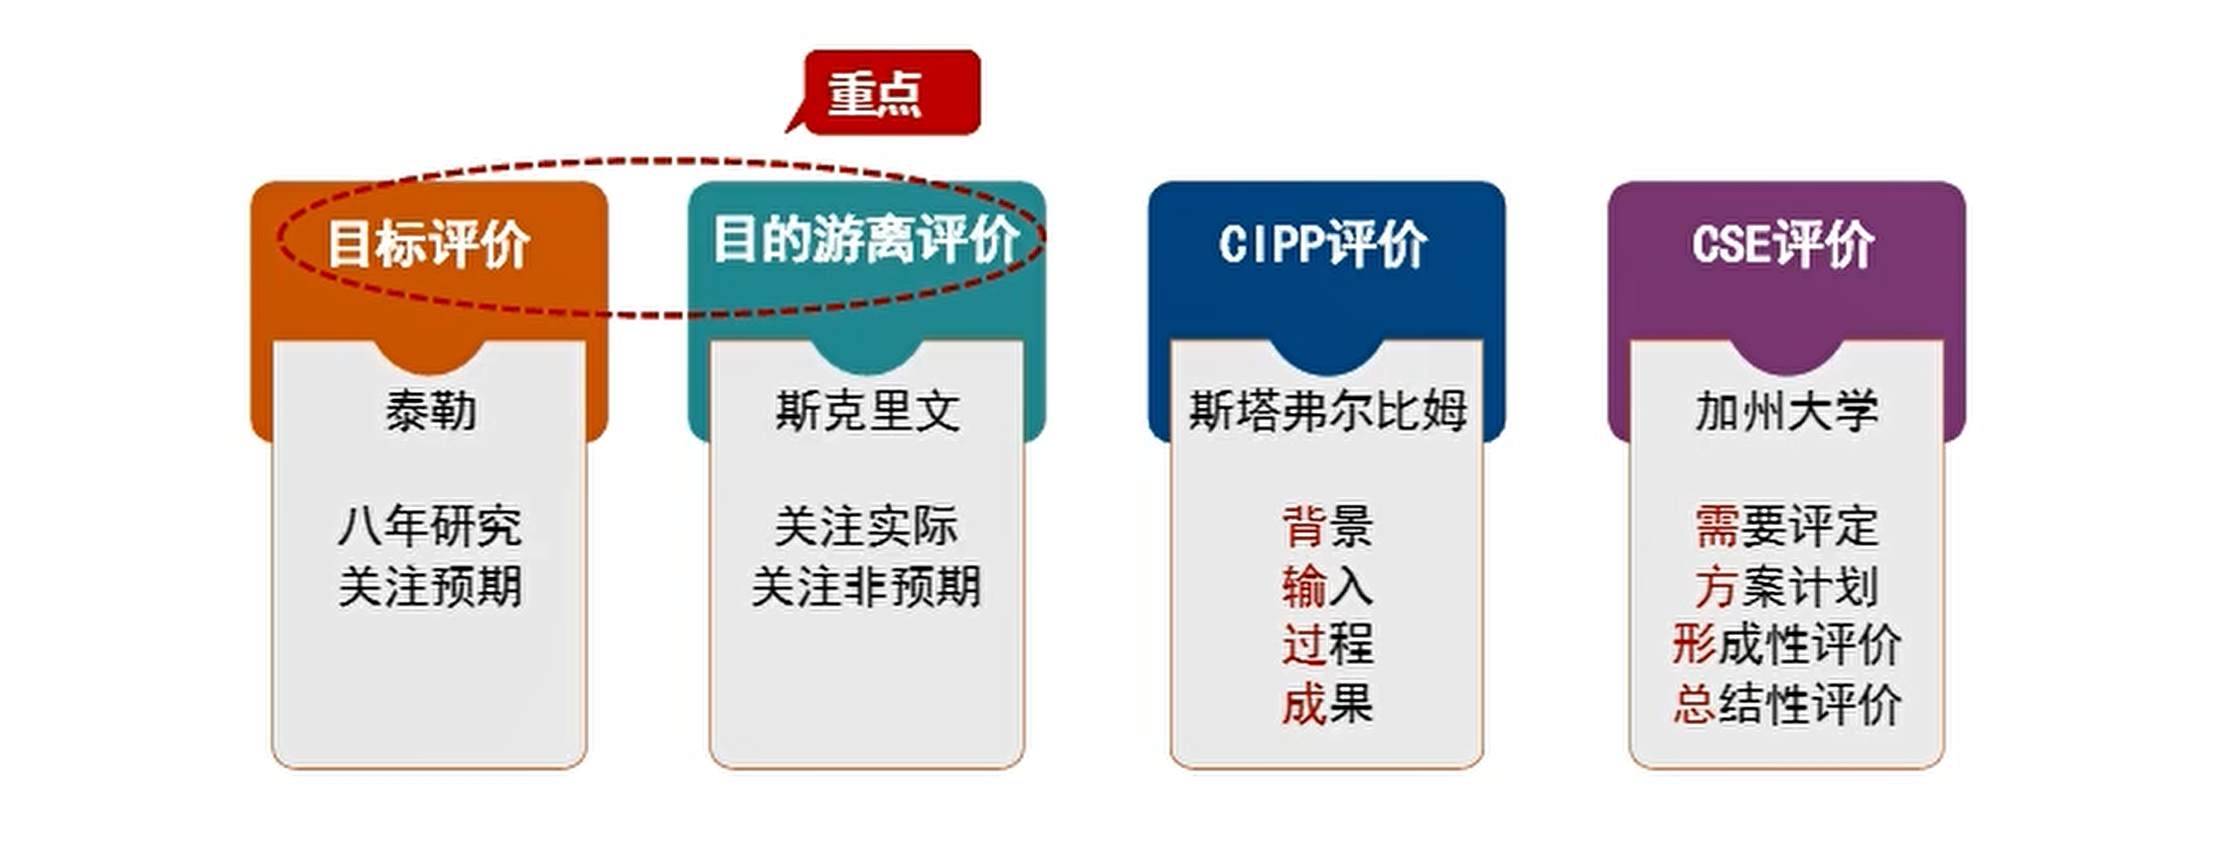 重点
目标评价
泰勒
八年研究
关注预期
目的游离评价
斯克里文
关注实际
关注非预期
CIPP评价
斯塔弗尔比姆
背景
输入
过程
成果
CSE评价
加州大学
需要评定
方案计划
形成性评价
总结性评价